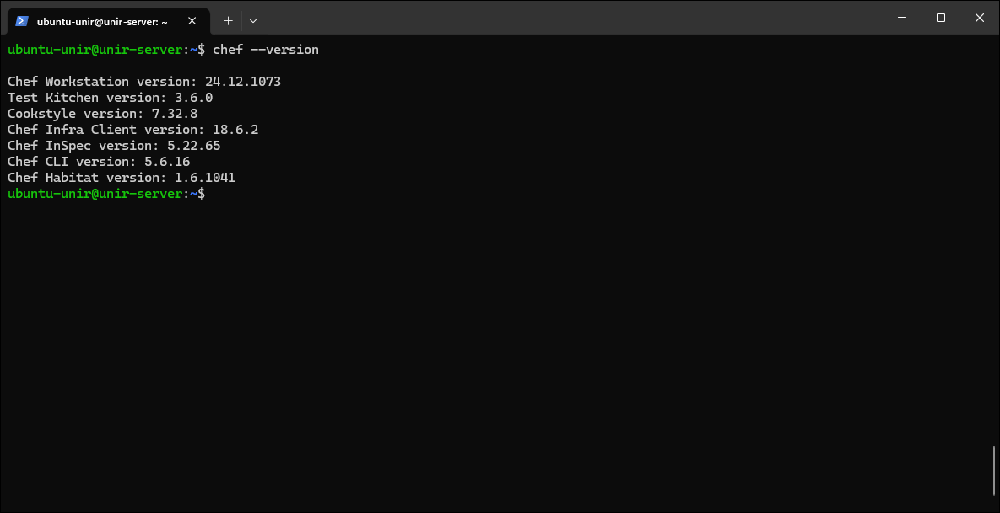 ubuntu-unir@unir-server: ~
ubuntu-unir@unir-server:~$ chef --version
Chef Workstation version: 24.12.1073
Test Kitchen version: 3.6.0
Cookstyle version: 7.32.8
Chef Infra Client version: 18.6.2
Chef InSpec version: 5.22.65
Chef CLI version: 5.6.16
Chef Habitat version: 1.6.1041
ubuntu-unir@unir-server:~$